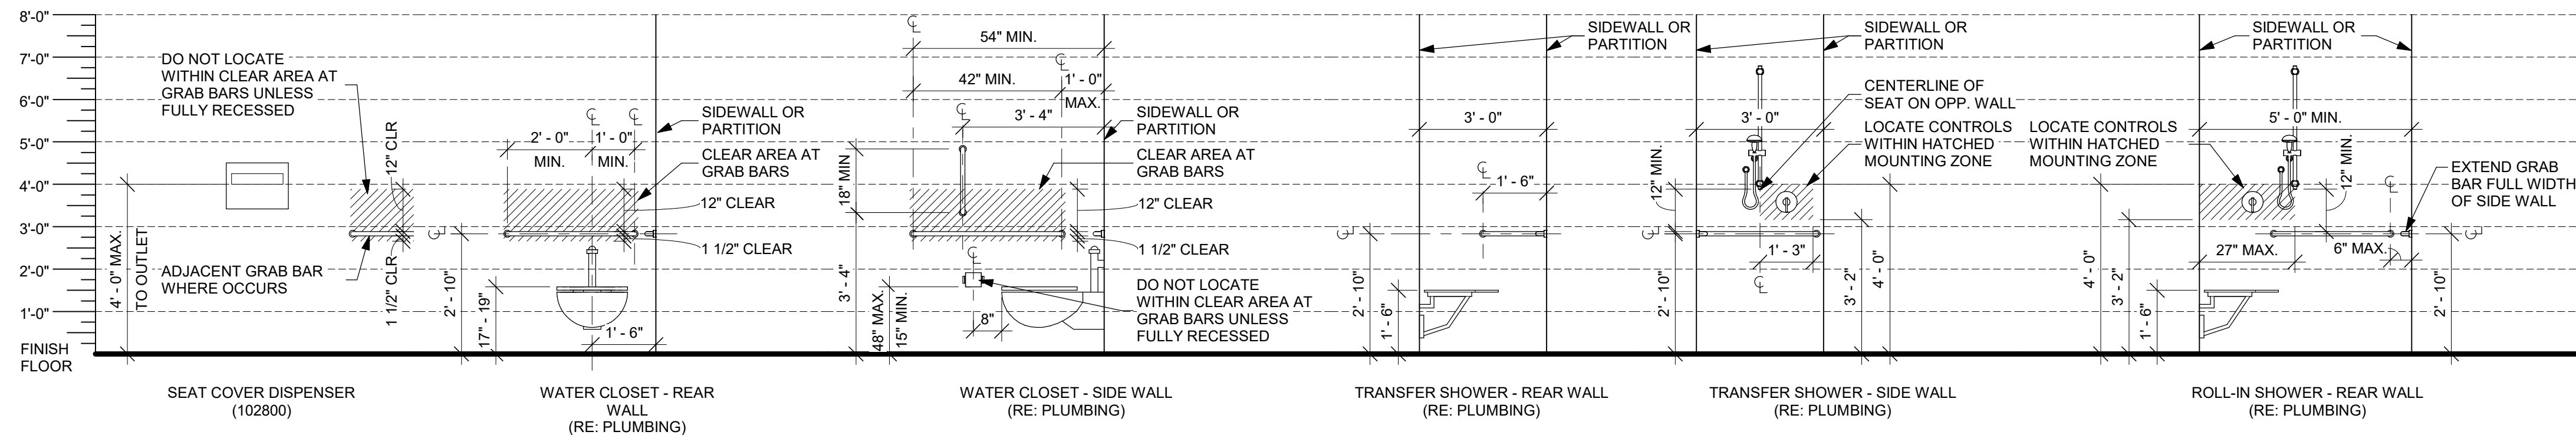 8'-0"
7'-0"
6'-0"
5'-0"
4'-0"
3'-0"
2'-0"
1'-0"
FINISH
FLOOR
DO NOT LOCATE
WITHIN CLEAR AREA AT
GRAB BARS UNLESS
FULLY RECESSED
12" CLR
1 1/2" CLR
4' - 0" MAX.
TO OUTLET
ADJACENT GRAB BAR
WHERE OCCURS
SEAT COVER DISPENSER
(102800)
℄
℄
℄
2' - 0"
MIN.
1' - 0"
MIN.
SIDEWALL OR
PARTITION
CLEAR AREA AT
GRAB BARS
12" CLEAR
1 1/2" CLEAR
2' - 10"
17" - 19"
1' - 6"
WATER CLOSET - REAR
WALL
(RE: PLUMBING)
℄
54" MIN.
℄
42" MIN.
1' - 0"
MAX.
℄
3' - 4"
SIDEWALL OR
PARTITION
18" MIN
CLEAR AREA AT
GRAB BARS
12" CLEAR
1 1/2" CLEAR
℄
3' - 4"
48" MAX.
15" MIN.
8"
DO NOT LOCATE
WITHIN CLEAR AREA AT
GRAB BARS UNLESS
FULLY RECESSED
WATER CLOSET - SIDE WALL
(RE: PLUMBING)
SIDEWALL OR
PARTITION
3' - 0"
℄
1' - 6"
℄
2' - 10"
1' - 6"
TRANSFER SHOWER - REAR WALL
(RE: PLUMBING)
SIDEWALL OR
PARTITION
CENTERLINE OF
SEAT ON OPP. WALL
3' - 0"
LOCATE CONTROLS
WITHIN HATCHED
MOUNTING ZONE
12" MIN.
℄
1' - 3"
℄
2' - 10"
3' - 2"
4' - 0"
TRANSFER SHOWER - SIDE WALL
(RE: PLUMBING)
SIDEWALL OR
PARTITION
5' - 0" MIN.
LOCATE CONTROLS
WITHIN HATCHED
MOUNTING ZONE
12" MIN.
℄
EXTEND GRAB
BAR FULL WIDTH
OF SIDE WALL
27" MAX.
6" MAX.
℄
4' - 0"
3' - 2"
1' - 6"
2' - 10"
ROLL-IN SHOWER - REAR WALL
(RE: PLUMBING)